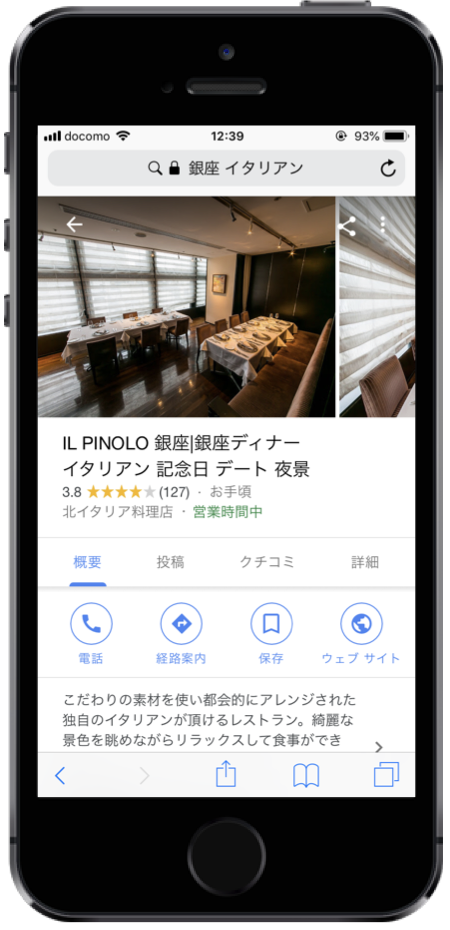 docomo 12:39 93%
銀座 イタリアン
IL PINOLO 銀座|銀座ディナー
イタリアン 記念日 デート 夜景
3.8 ★★★★★ (127) · お手頃
北イタリア料理店 · 営業時間中
概要 投稿 クチコミ 詳細
電話 経路案内 保存 ウェブ サイト
こだわりの素材を使い都会的にアレンジされた
独自のイタリアンが頂けるレストラン。綺麗な
景色を眺めながらリラックスして食事ができ